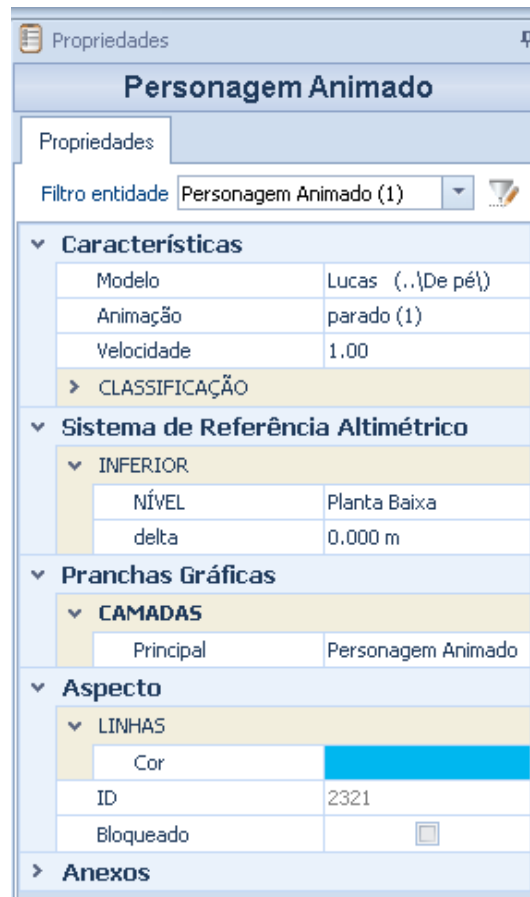 Propriedades
Personagem Animado
Propriedades
Filtro entidade Personagem Animado (1)
Características
Modelo Lucas (..\De pé\)
Animação parado (1)
Velocidade 1.00
CLASSIFICAÇÃO
Sistema de Referência Altimétrico
INFERIOR
NÍVEL Planta Baixa
delta 0.000 m
Pranchas Gráficas
CAMADAS
Principal Personagem Animado
Aspecto
LINHAS
Cor
ID 2321
Bloqueado
Anexos